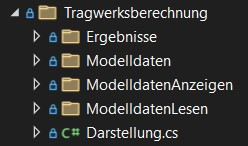 Tragwerksberechnung
Ergebnisse
Modelldaten
ModelldatenAnzeigen
ModelldatenLesen
C# Darstellung.cs